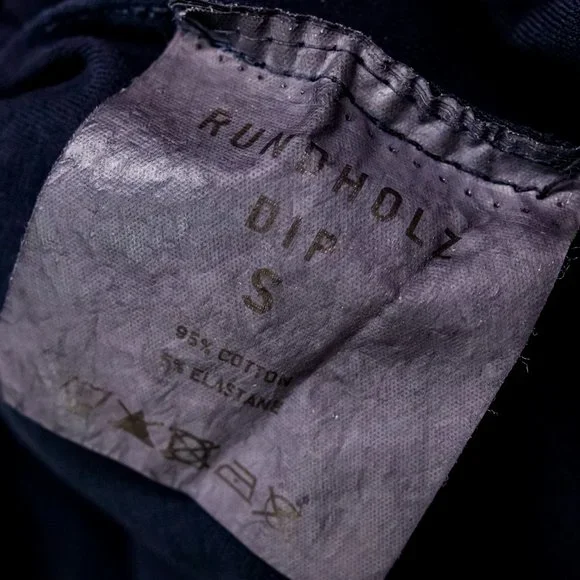 RUNDHOLZ
DIP
S
95% COTTON
5% ELASTANE